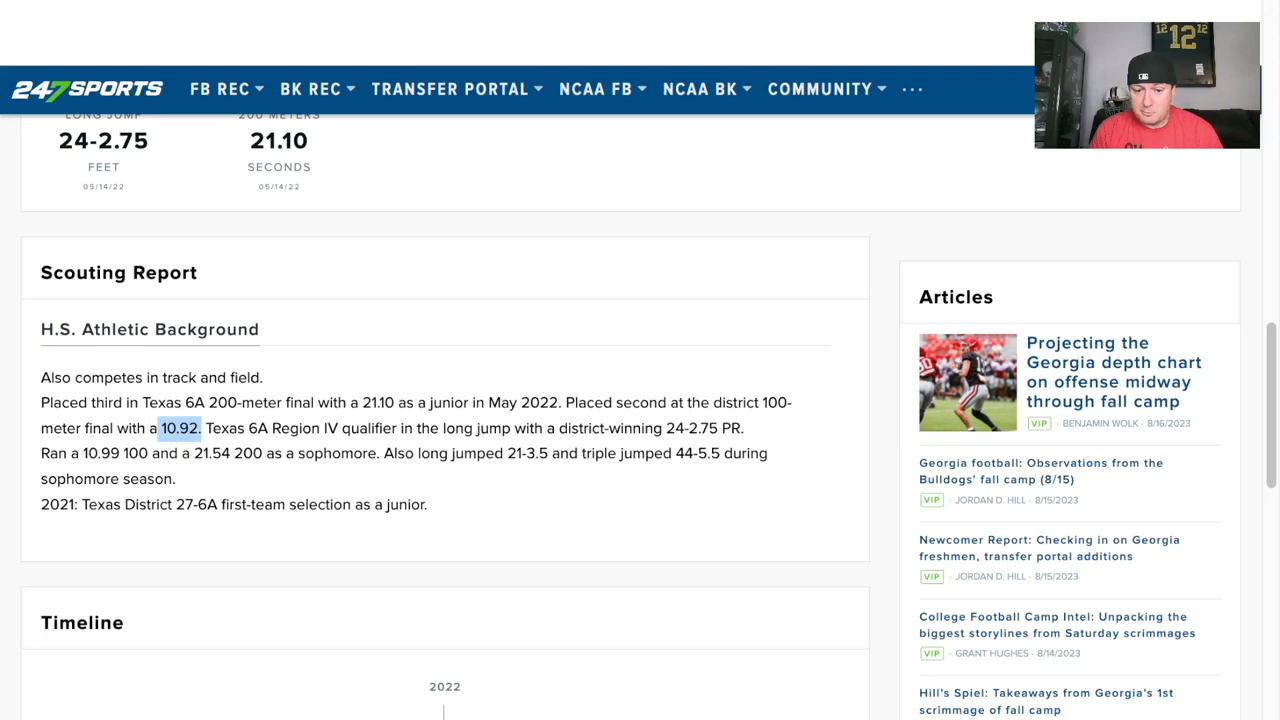 12 12 12
247SPORTS FB REC BK REC TRANSFER PORTAL NCAA FB NCAA BK COMMUNITY ...
LONG JUMP 200 METERS
24-2.75 21.10
FEET SECONDS
05/14/22 05/14/22
Scouting Report
H.S. Athletic Background
Also competes in track and field.
Placed third in Texas 6A 200-meter final with a 21.10 as a junior in May 2022. Placed second at the district 100-
meter final with a 10.92. Texas 6A Region IV qualifier in the long jump with a district-winning 24-2.75 PR.
Ran a 10.99 100 and a 21.54 200 as a sophomore. Also long jumped 21-3.5 and triple jumped 44-5.5 during
sophomore season.
2021: Texas District 27-6A first-team selection as a junior.
Timeline
2022
Articles
Projecting the
Georgia depth chart
on offense midway
through fall camp
VIP · BENJAMIN WOLK · 8/16/2023
Georgia football: Observations from the
Bulldogs' fall camp (8/15)
VIP · JORDAN D. HILL · 8/15/2023
Newcomer Report: Checking in on Georgia
freshmen, transfer portal additions
VIP · JORDAN D. HILL · 8/15/2023
College Football Camp Intel: Unpacking the
biggest storylines from Saturday scrimmages
VIP · GRANT HUGHES · 8/14/2023
Hill's Spiel: Takeaways from Georgia's 1st
scrimmage of fall camp